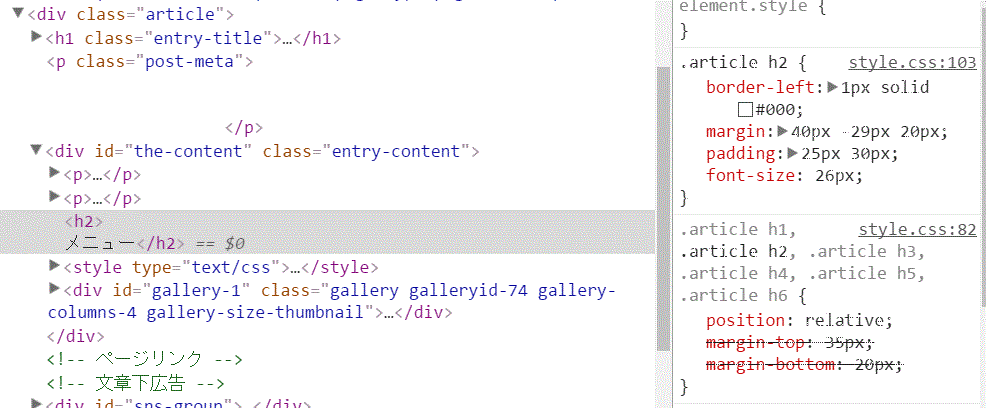 ▼<div class="article">
▶<h1 class="entry-title">…</h1>
<p class="post-meta">
</p>
▼<div id="the-content" class="entry-content">
▶<p>…</p>
▶<p>…</p>
<h2>
メニュー</h2> == $0
▶<style type="text/css">…</style>
▶<div id="gallery-1" class="gallery galleryid-74 gallery-
columns-4 gallery-size-thumbnail">…</div>
</div>
<!-- ページリンク -->
<!-- 文章下広告 -->
element.style {
}
.article h2 { style.css:103
border-left:▶1px solid
#000;
margin:▶40px -29px 20px;
padding:▶25px 30px;
font-size: 26px;
}
.article h1, style.css:82
.article h2, .article h3,
.article h4, .article h5,
.article h6 {
position: relative;
margin-top: 35px;
margin-bottom: 20px;
}